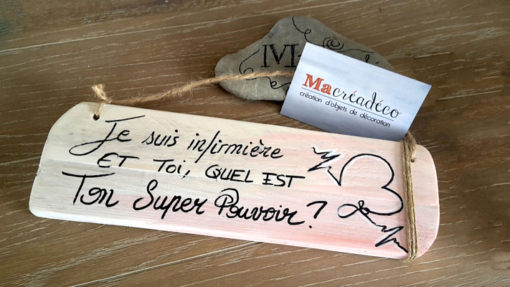 Macréadéco
création d'objets de décoration
Je suis infirmière
ET Toi, QUEL EST
Ton Super Pouvoir ?